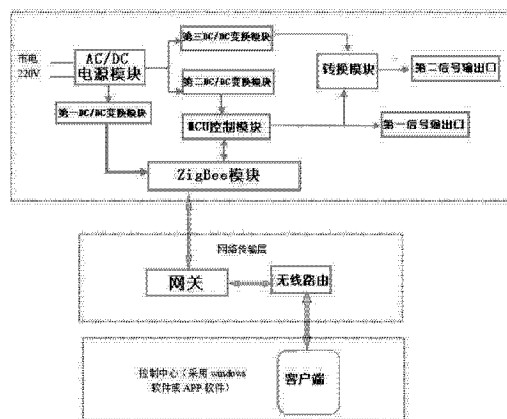 市电
220V
AC/DC
电源模块
第三DC/DC变换模块
第二DC/DC变换模块
第一DC/DC变换模块
转换模块
第二信号输出口
MCU控制模块
第一信号输出口
ZigBee模块
网络传输层
网关
无线路由
控制中心（采用windows
软件或APP软件）
客户端